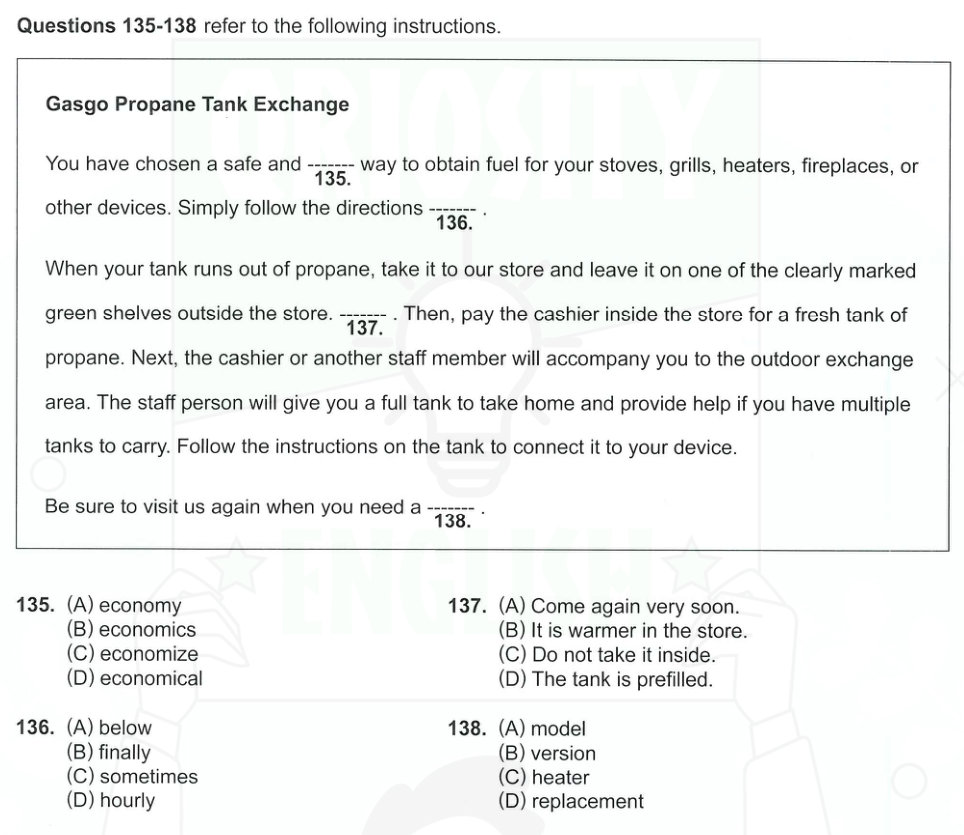 Questions 135-138 refer to the following instructions.
Gasgo Propane Tank Exchange
You have chosen a safe and ------- way to obtain fuel for your stoves, grills, heaters, fireplaces, or
135.
other devices. Simply follow the directions ------- .
136.
When your tank runs out of propane, take it to our store and leave it on one of the clearly marked
green shelves outside the store. ------- . Then, pay the cashier inside the store for a fresh tank of
137.
propane. Next, the cashier or another staff member will accompany you to the outdoor exchange
area. The staff person will give you a full tank to take home and provide help if you have multiple
tanks to carry. Follow the instructions on the tank to connect it to your device.
Be sure to visit us again when you need a ------- .
138.
135. (A) economy
(B) economics
(C) economize
(D) economical
136. (A) below
(B) finally
(C) sometimes
(D) hourly
137. (A) Come again very soon.
(B) It is warmer in the store.
(C) Do not take it inside.
(D) The tank is prefilled.
138. (A) model
(B) version
(C) heater
(D) replacement
ENGLISH